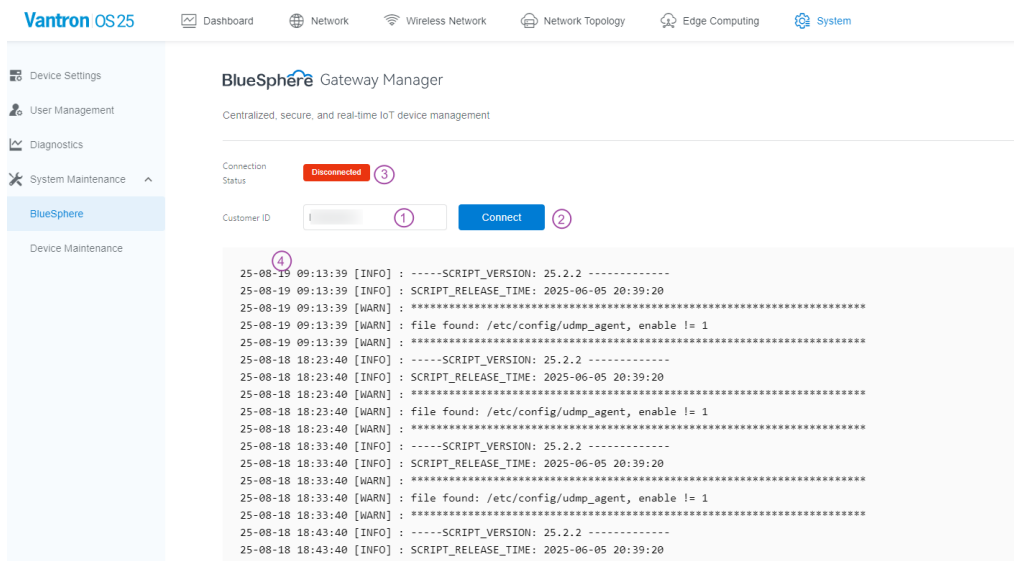 Vantron OS25
Dashboard
Network
Wireless Network
Network Topology
Edge Computing
System
Device Settings
User Management
Diagnostics
System Maintenance
BlueSphere
Device Maintenance
BlueSphere Gateway Manager
Centralized, secure, and real-time IoT device management
Connection Status
Disconnected
3
Customer ID
1
Connect
2
4
25-08-19 09:13:39 [INFO] : -----SCRIPT_VERSION: 25.2.2 -------------
25-08-19 09:13:39 [INFO] : SCRIPT_RELEASE_TIME: 2025-06-05 20:39:20
25-08-19 09:13:39 [WARN] : ************************************************************************
25-08-19 09:13:39 [WARN] : file found: /etc/config/udmp_agent, enable != 1
25-08-19 09:13:39 [WARN] : ************************************************************************
25-08-18 18:23:40 [INFO] : -----SCRIPT_VERSION: 25.2.2 -------------
25-08-18 18:23:40 [INFO] : SCRIPT_RELEASE_TIME: 2025-06-05 20:39:20
25-08-18 18:23:40 [WARN] : ************************************************************************
25-08-18 18:23:40 [WARN] : file found: /etc/config/udmp_agent, enable != 1
25-08-18 18:23:40 [WARN] : ************************************************************************
25-08-18 18:33:40 [INFO] : -----SCRIPT_VERSION: 25.2.2 -------------
25-08-18 18:33:40 [INFO] : SCRIPT_RELEASE_TIME: 2025-06-05 20:39:20
25-08-18 18:33:40 [WARN] : ************************************************************************
25-08-18 18:33:40 [WARN] : file found: /etc/config/udmp_agent, enable != 1
25-08-18 18:33:40 [WARN] : ************************************************************************
25-08-18 18:43:40 [INFO] : -----SCRIPT_VERSION: 25.2.2 -------------
25-08-18 18:43:40 [INFO] : SCRIPT_RELEASE_TIME: 2025-06-05 20:39:20